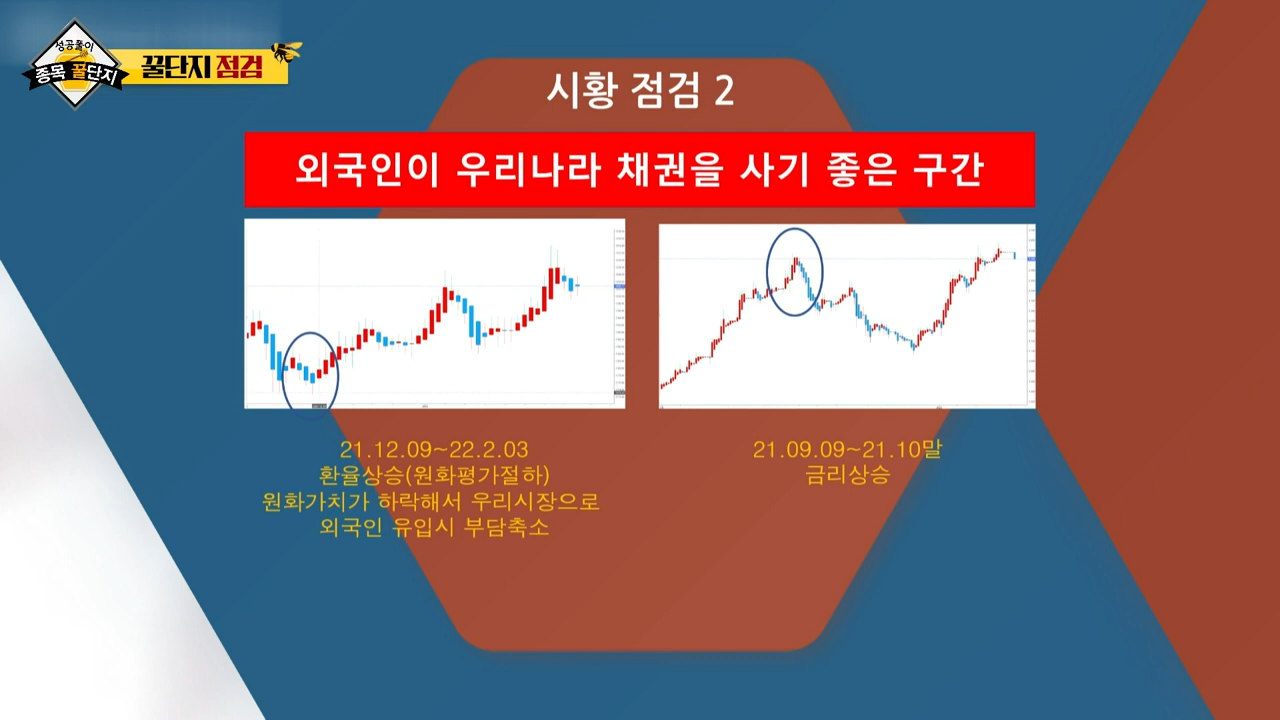 성공풀이
종목 꿀단지
꿀단지 점검
시황 점검 2
외국인이 우리나라 채권을 사기 좋은 구간
21.12.09~22.2.03
환율상승(원화평가절하)
원화가치가 하락해서 우리시장으로
외국인 유입시 부담축소
21.09.09~21.10말
금리상승